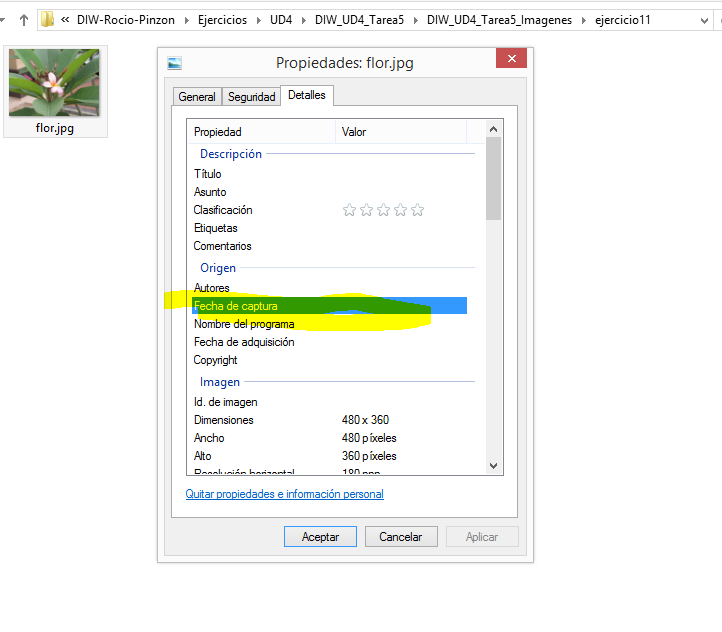 « DIW-Rocio-Pinzon › Ejercicios › UD4 › DIW_UD4_Tarea5 › DIW_UD4_Tarea5_Imagenes › ejercicio11
flor.jpg
Propiedades: flor.jpg
General Seguridad Detalles
Propiedad Valor
Descripción
Título
Asunto
Clasificación
Etiquetas
Comentarios
Origen
Autores
Fecha de captura
Nombre del programa
Fecha de adquisición
Copyright
Imagen
Id. de imagen
Dimensiones 480 x 360
Ancho 480 píxeles
Alto 360 píxeles
Resolución horizontal 180 ppp
Quitar propiedades e información personal
Aceptar Cancelar Aplicar